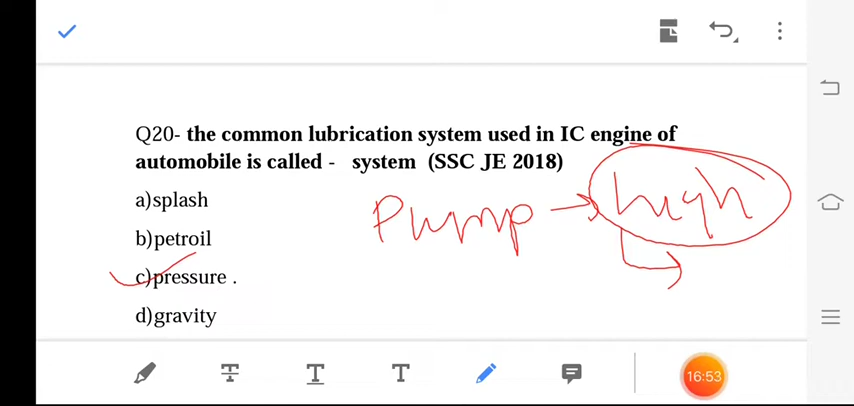 Q20- the common lubrication system used in IC engine of
automobile is called - system (SSC JE 2018)
a)splash
Pump → high
b)petroil
c)pressure .
d)gravity
T T T 16:53